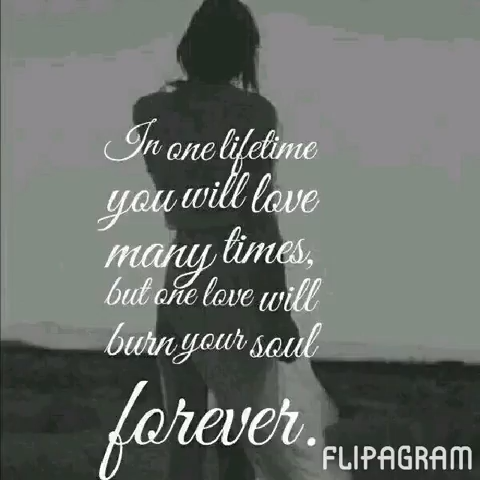 In one lifetime
you will love
many times,
but one love will
burn your soul
forever.
FLIPAGRAM